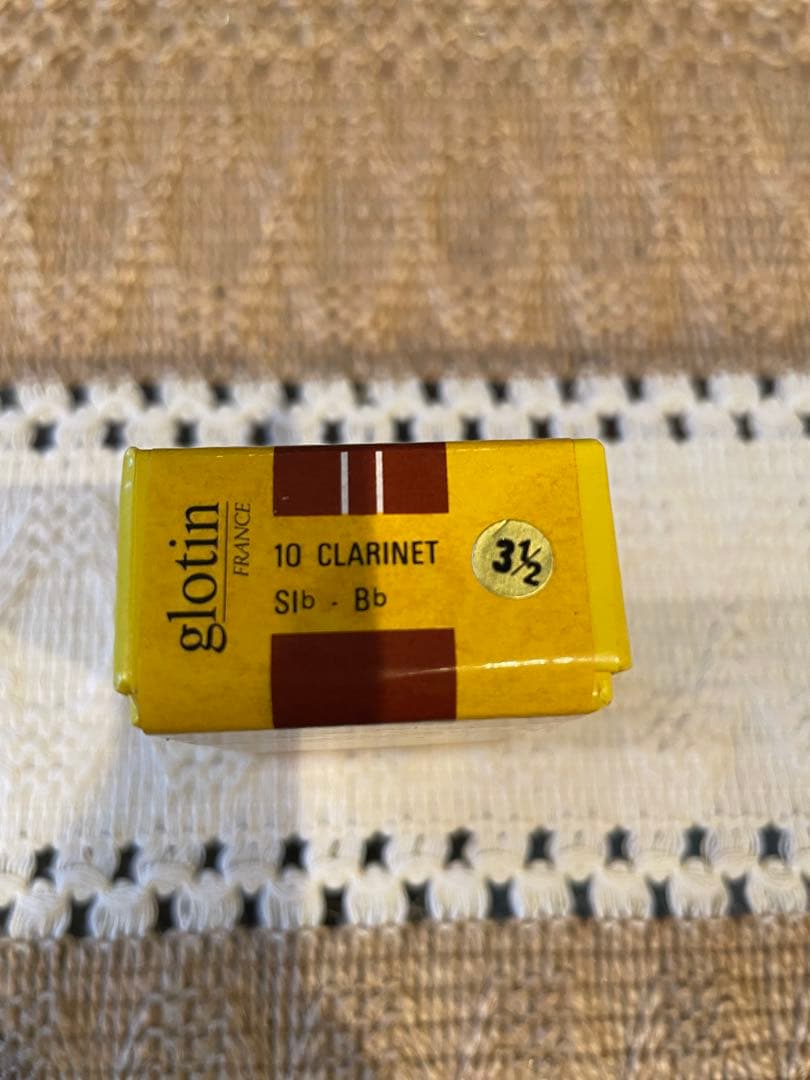 glotin
FRANCE
10 CLARINET
SIb - Bb
3½